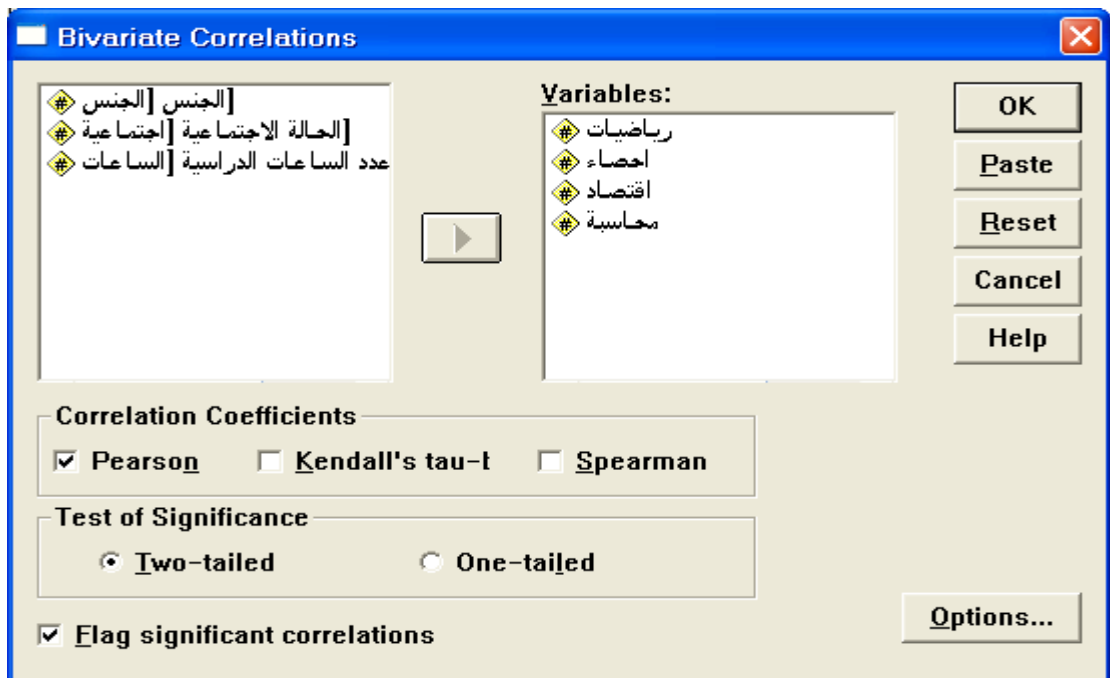 Bivariate Correlations
الجنس [الجنس]
الحالة الاجتماعية [اجتماعية]
عدد الساعات الدراسية [الساعات
Variables:
رياضيات
احصاء
اقتصاد
محاسبة
OK
Paste
Reset
Cancel
Help
Correlation Coefficients
Pearson Kendall's tau-b Spearman
Test of Significance
Two-tailed One-tailed
Flag significant correlations
Options...